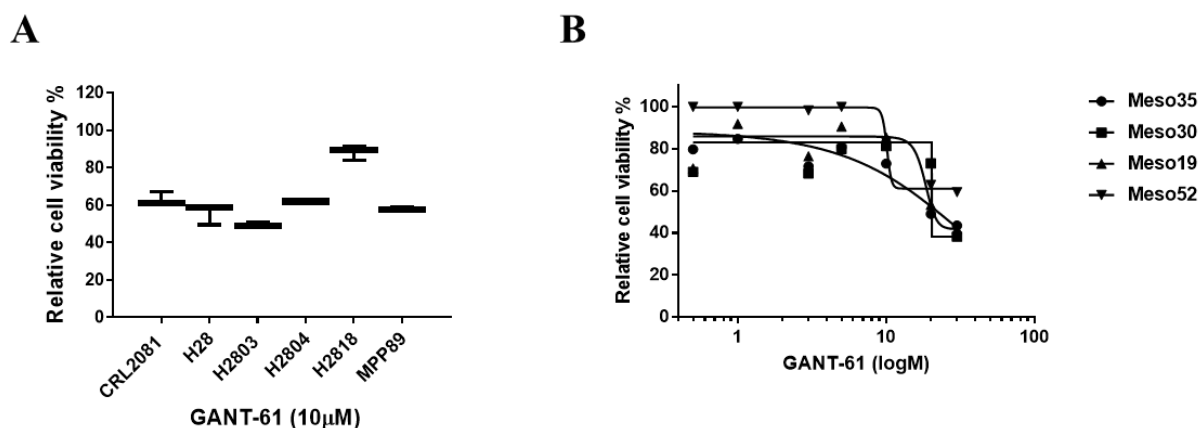 A
Relative cell viability %
120
100
80
60
40
20
0
CRL2081
H28
H2803
H2804
H2818
MPP89
GANT-61 (10μM)
B
Relative cell viability %
100
80
60
40
20
0
1
10
100
GANT-61 (logM)
Meso35
Meso30
Meso19
Meso52